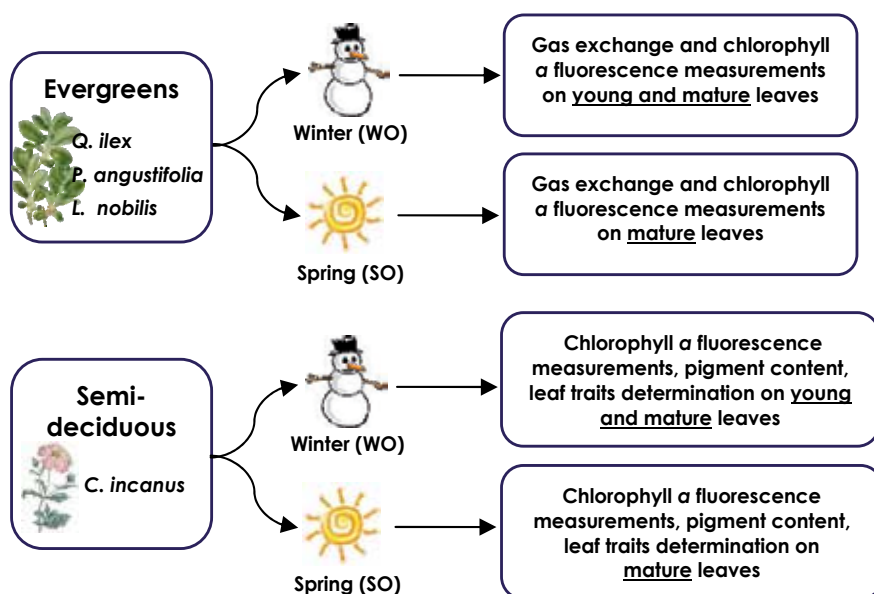 Evergreens
Q. ilex
P. angustifolia
L. nobilis
Winter (WO)
Gas exchange and chlorophyll
a fluorescence measurements
on young and mature leaves
Spring (SO)
Gas exchange and chlorophyll
a fluorescence measurements
on mature leaves
Semi-
deciduous
C. incanus
Winter (WO)
Chlorophyll a fluorescence
measurements, pigment content,
leaf traits determination on young
and mature leaves
Spring (SO)
Chlorophyll a fluorescence
measurements, pigment content,
leaf traits determination on
mature leaves